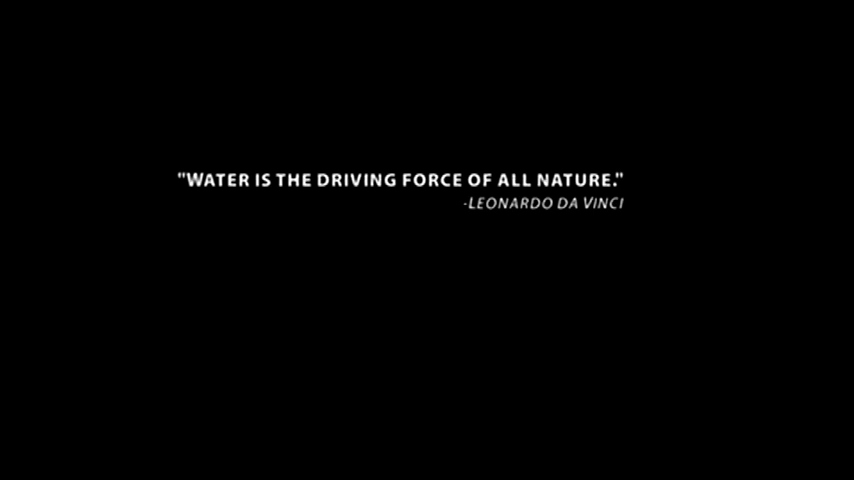 "WATER IS THE DRIVING FORCE OF ALL NATURE."
-LEONARDO DA VINCI